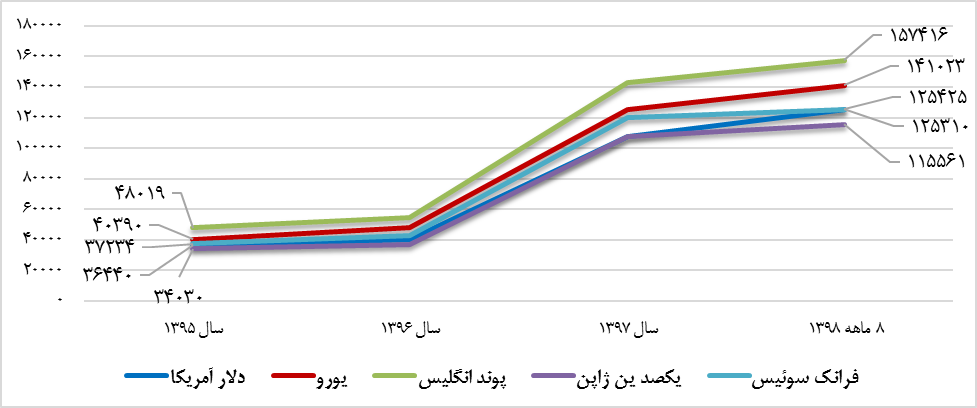 ۱۸۰۰۰۰
۱۶۰۰۰۰
۱۴۰۰۰۰
۱۲۰۰۰۰
۱۰۰۰۰۰
۸۰۰۰۰
۶۰۰۰۰
۴۰۰۰۰
۲۰۰۰۰
۰
۴۸۰۱۹
۴۰۳۹۰
۳۷۲۳۴
۳۶۴۴۰
۳۴۰۳۰
۱۵۷۴۱۶
۱۴۱۰۲۳
۱۲۵۴۲۵
۱۲۵۳۱۰
۱۱۵۵۶۱
سال ۱۳۹۵
سال ۱۳۹۶
سال ۱۳۹۷
۸ ماهه ۱۳۹۸
دلار آمریکا
یورو
پوند انگلیس
یکصد ین ژاپن
فرانک سوئیس